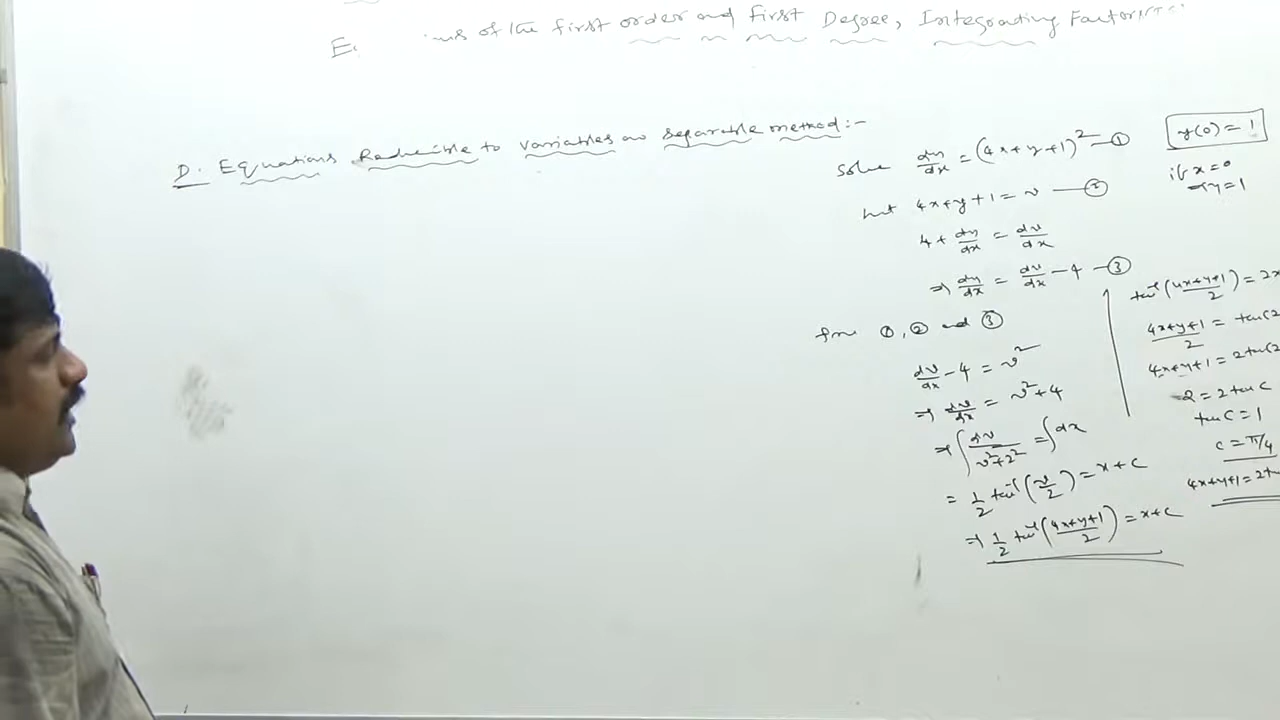 of the first order and first Degree, Integrating Factor
D. Equations Reducible to variables as separable method:-
Solve dy/dx = (4x+y+1)² — ①
Let 4x+y+1 = v — ②
4 + dy/dx = dv/dx
⇒ dy/dx = dv/dx − 4 — ③
from ①, ② and ③
dv/dx − 4 = v²
⇒ dv/dx = v²+4
⇒ ∫ dv/(v²+2²) = ∫ dx
= 1/2 tan⁻¹(v/2) = x+c
⇒ 1/2 tan⁻¹((4x+y+1)/2) = x+c
y(0) = 1
if x=0
⇒ y=1
tan⁻¹((4x+y+1)/2) = 2x
(4x+y+1)/2 = tan(2
4x+y+1 = 2tan(2
2 = 2 tan c
tan c = 1
c = π/4
4x+y+1 = 2t